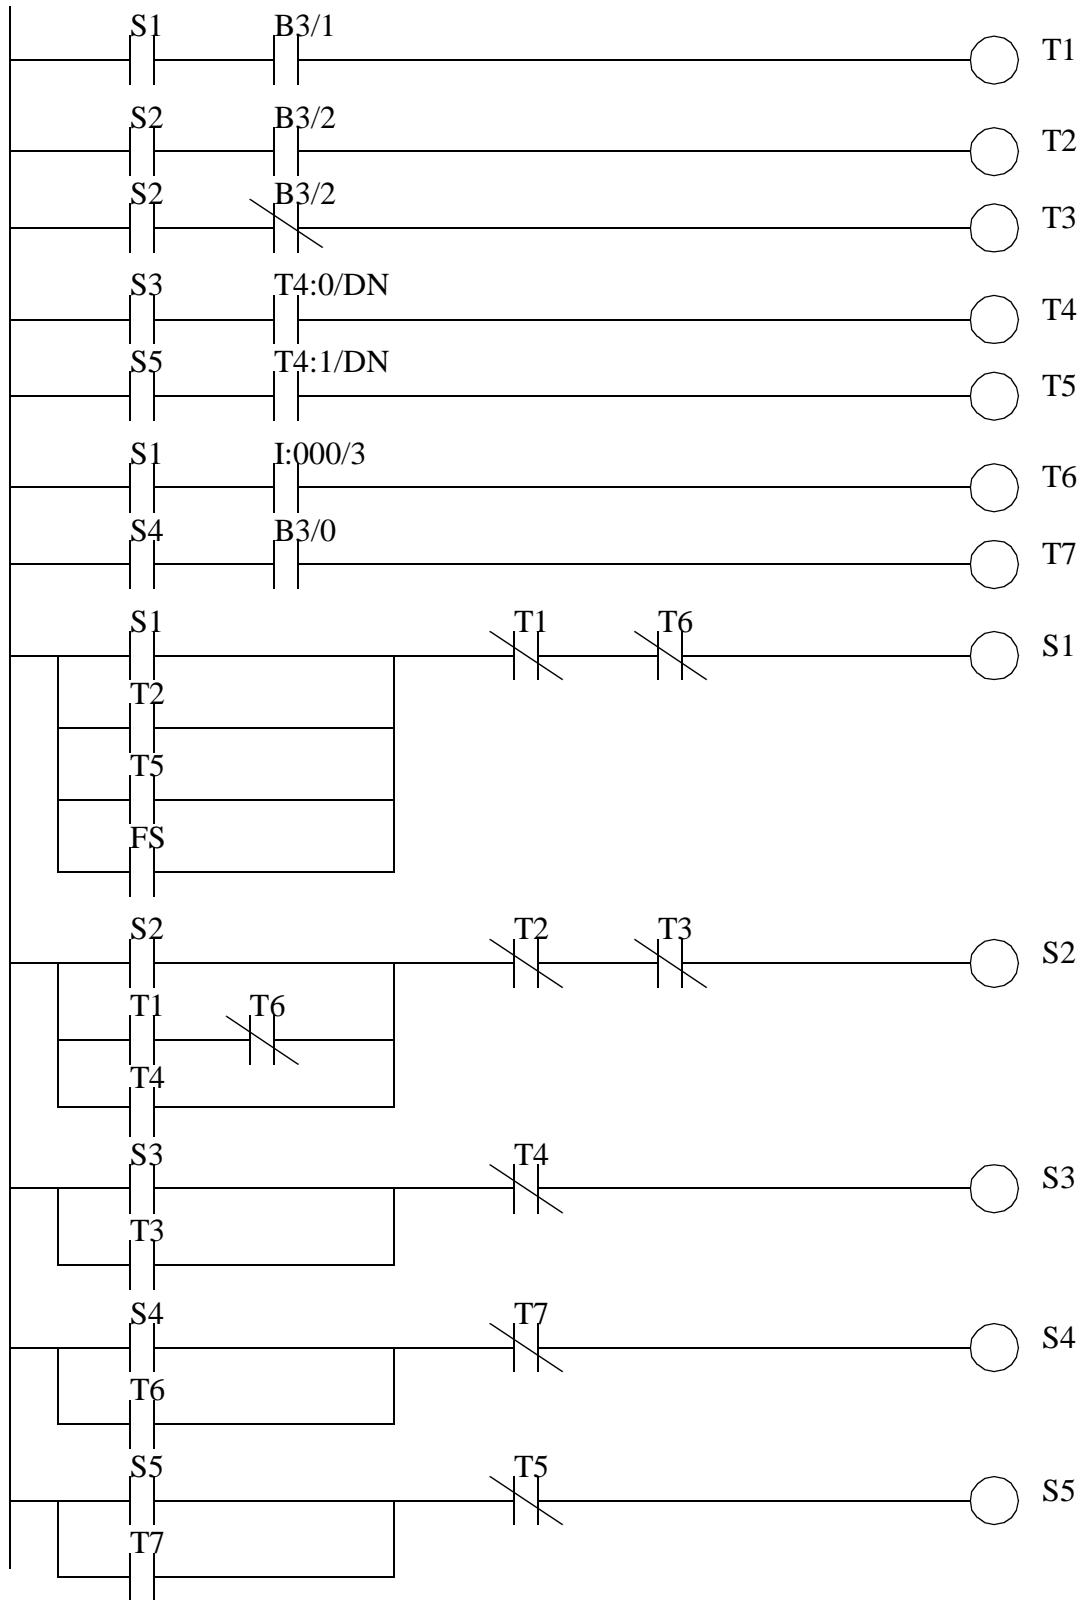 S1 B3/1 T1
S2 B3/2 T2
S2 B3/2 T3
S3 T4:0/DN T4
S5 T4:1/DN T5
S1 I:000/3 T6
S4 B3/0 T7
S1 T1 T6 S1
T2
T5
FS
S2 T2 T3 S2
T1 T6
T4
S3 T4 S3
T3
S4 T7 S4
T6
S5 T5 S5
T7